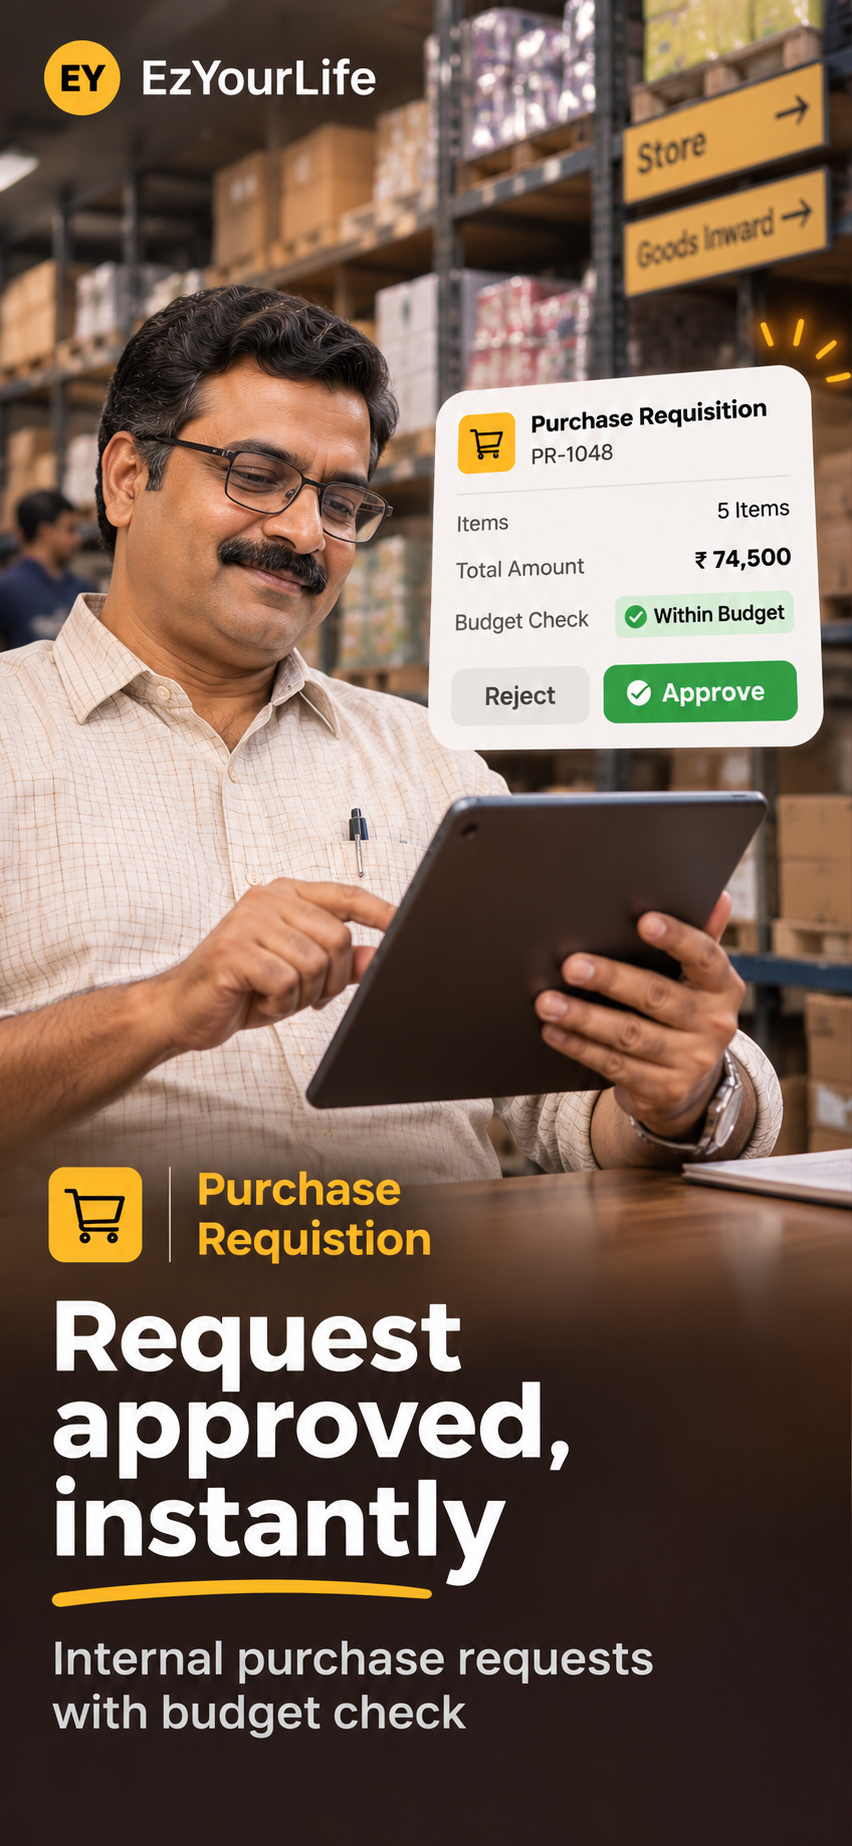 EY EzYourLife
Store →
Goods Inward →
Purchase Requisition
PR-1048
Items 5 Items
Total Amount ₹ 74,500
Budget Check Within Budget
Reject Approve
Purchase
Requistion
Request
approved,
instantly
Internal purchase requests
with budget check